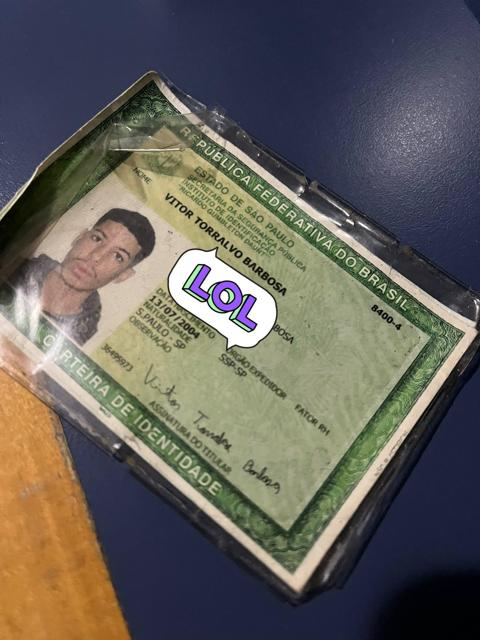 REPÚBLICA FEDERATIVA DO BRASIL
ESTADO DE SÃO PAULO
SECRETARIA DA SEGURANÇA PÚBLICA
INSTITUTO DE IDENTIFICAÇÃO
"RICARDO GUMBLETON DAUNT"
8400-4
NOME
VITOR TORRALVO BARBOSA
LOL
BOSA
NASCIMENTO
13/07/2004
NATURALIDADE
S.PAULO - SP
OBSERVAÇÃO
ÓRGÃO EXPEDIDOR
SSP-SP
FATOR RH
36495973
Vitor Torralvo Barbosa
ASSINATURA DO TITULAR
CARTEIRA DE IDENTIDADE